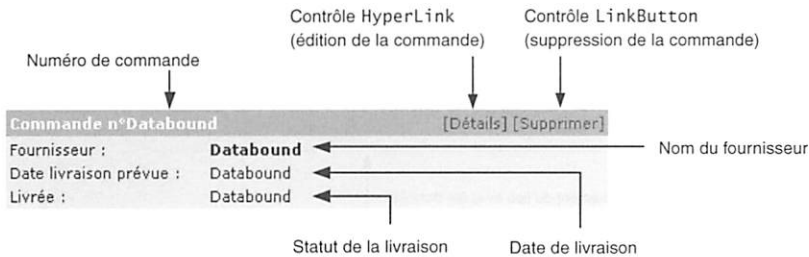 Contrôle HyperLink
(édition de la commande)
Contrôle LinkButton
(suppression de la commande)
Numéro de commande
Commande n°Databound [Détails] [Supprimer]
Fournisseur : Databound
Nom du fournisseur
Date livraison prévue : Databound
Livrée : Databound
Statut de la livraison
Date de livraison